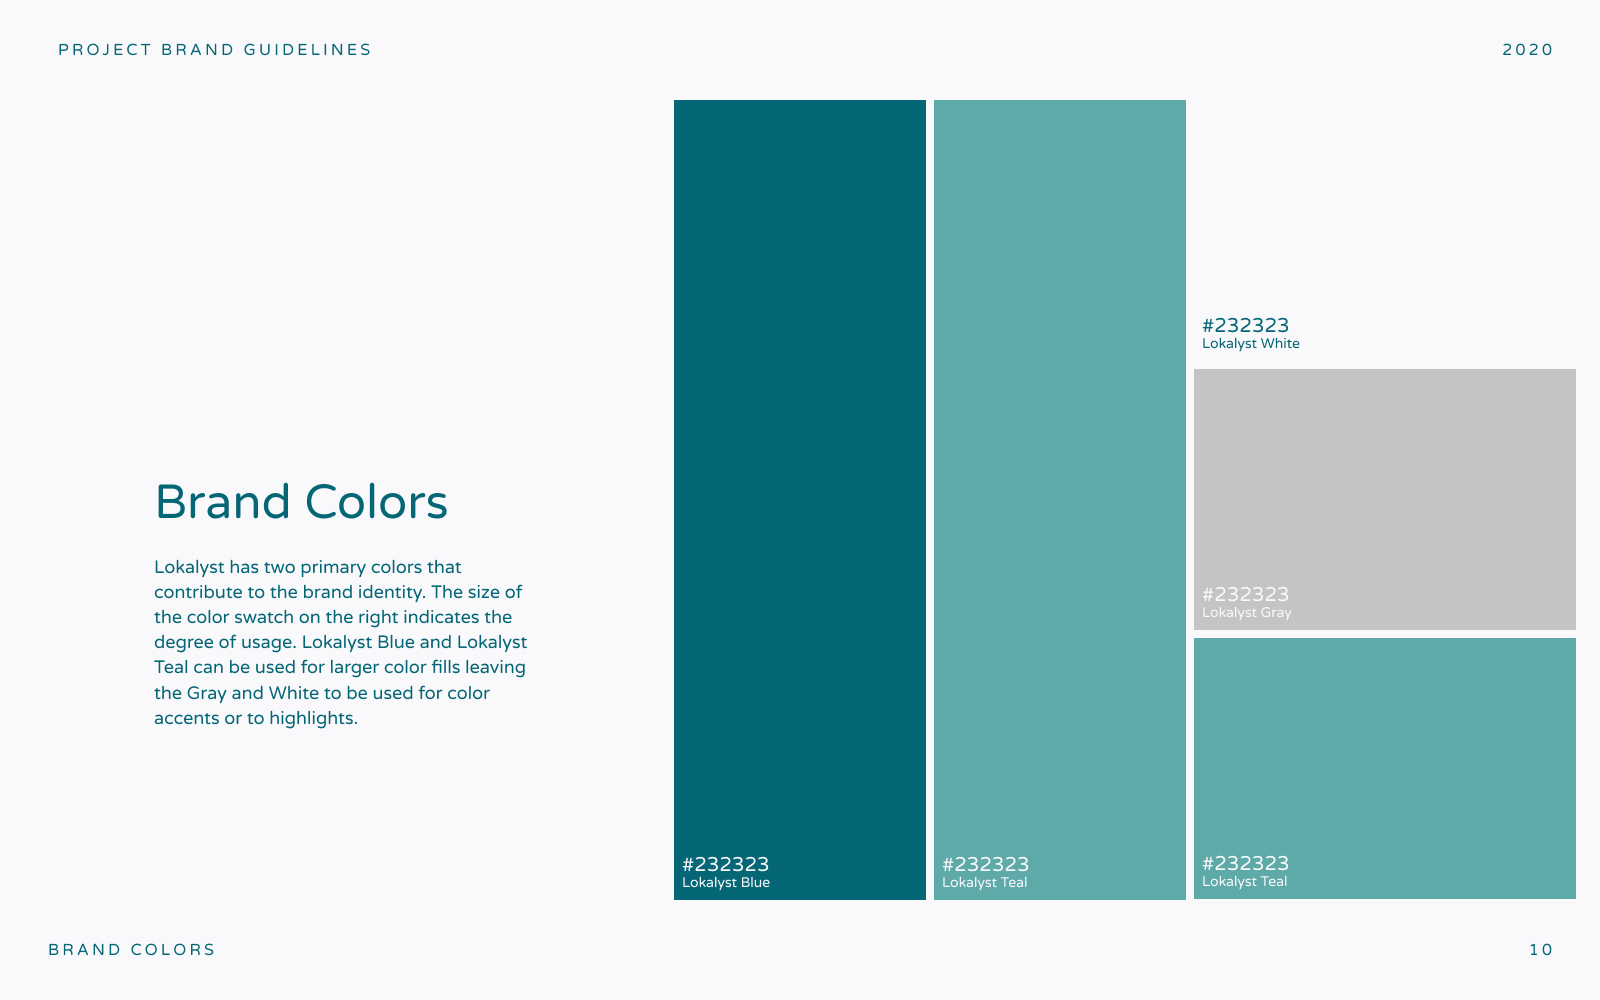 PROJECT BRAND GUIDELINES
2020
Brand Colors
Lokalyst has two primary colors that
contribute to the brand identity. The size of
the color swatch on the right indicates the
degree of usage. Lokalyst Blue and Lokalyst
Teal can be used for larger color fills leaving
the Gray and White to be used for color
accents or to highlights.
#232323
Lokalyst Blue
#232323
Lokalyst Teal
#232323
Lokalyst White
#232323
Lokalyst Gray
#232323
Lokalyst Teal
BRAND COLORS
10